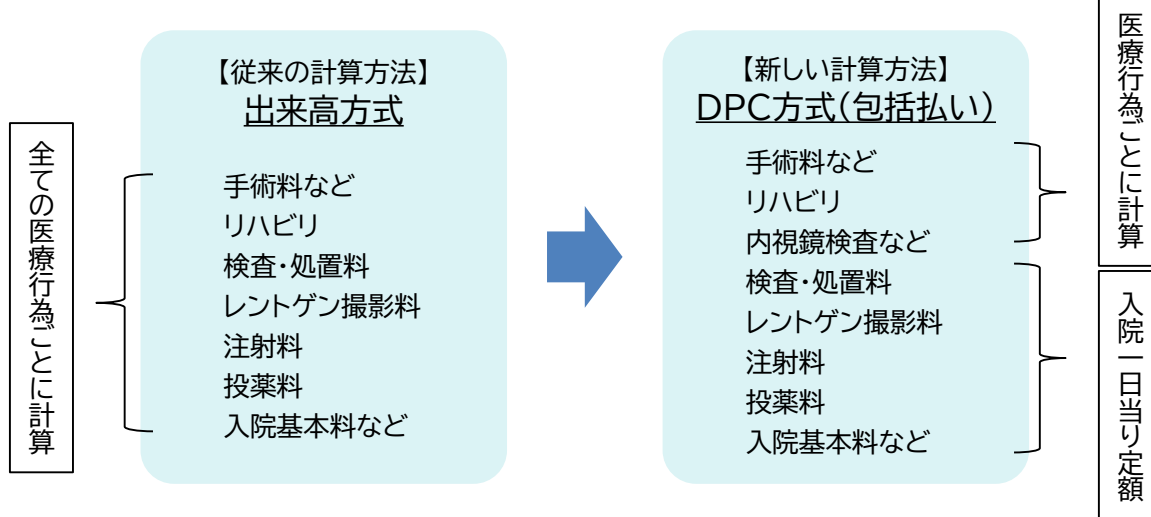 全ての医療行為ごとに計算
【従来の計算方法】
出来高方式
手術料など
リハビリ
検査・処置料
レントゲン撮影料
注射料
投薬料
入院基本料など
【新しい計算方法】
DPC方式(包括払い)
手術料など
リハビリ
内視鏡検査など
検査・処置料
レントゲン撮影料
注射料
投薬料
入院基本料など
医療行為ごとに計算
入院一日当り定額